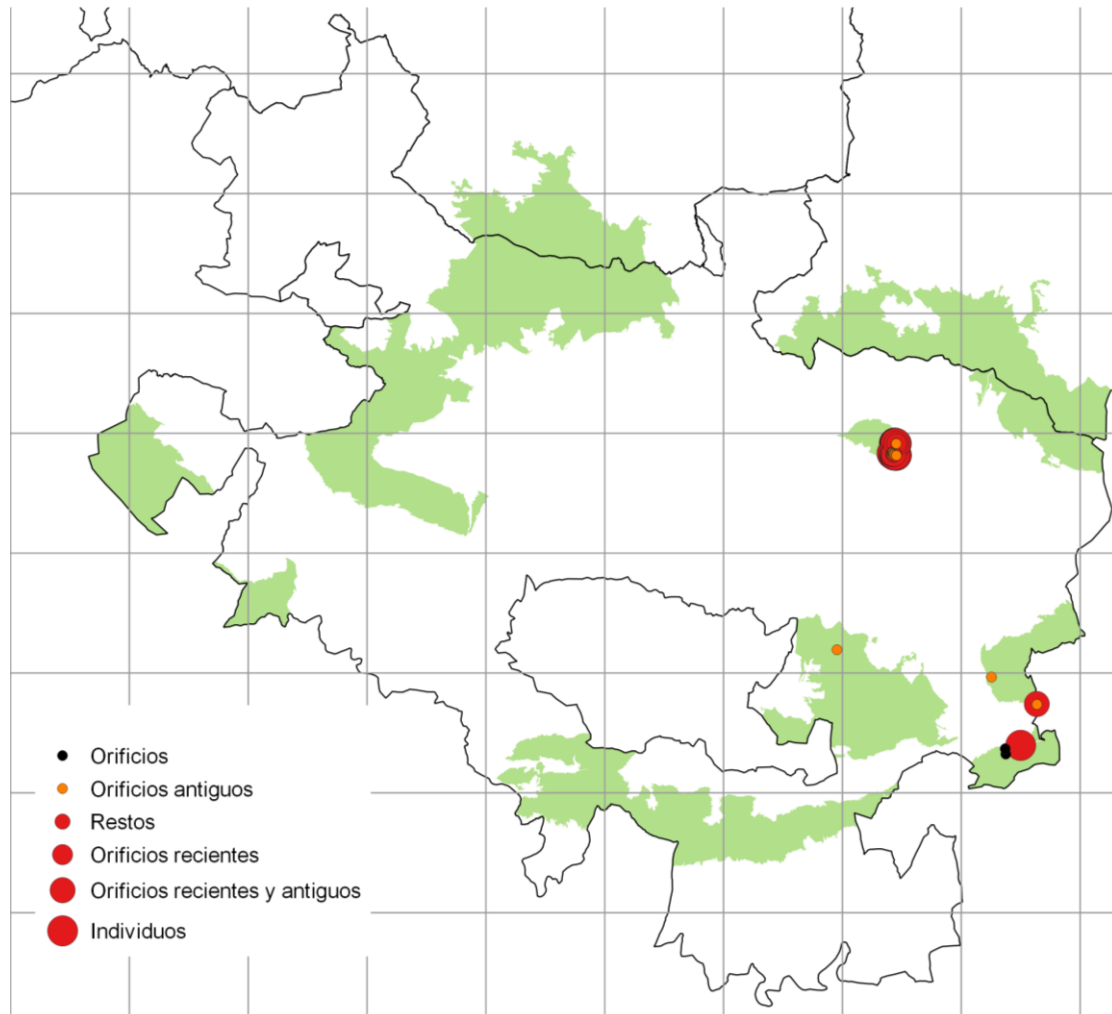 Orificios
Orificios antiguos
Restos
Orificios recientes
Orificios recientes y antiguos
Individuos